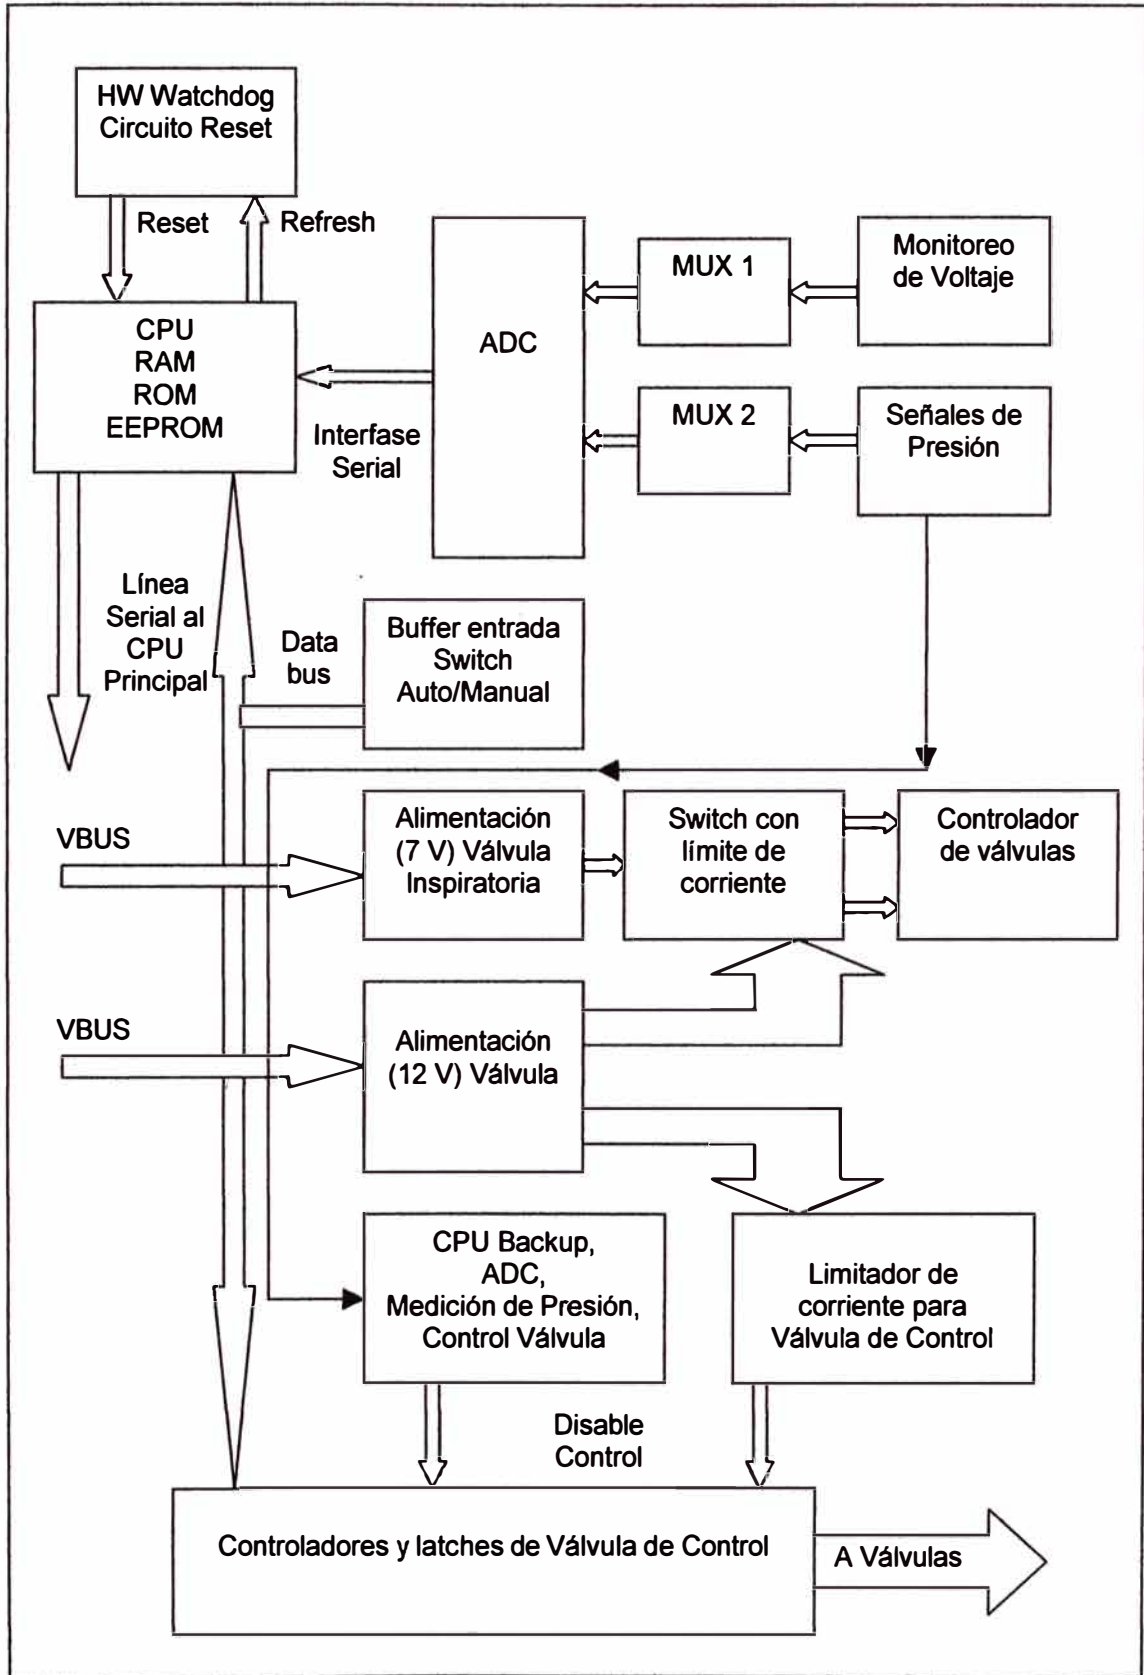 HW Watchdog
Circuito Reset
Reset
Refresh
CPU
RAM
ROM
EEPROM
Interfase
Serial
ADC
MUX 1
Monitoreo
de Voltaje
MUX 2
Señales de
Presión
Línea
Serial al
CPU
Principal
Data
bus
Buffer entrada
Switch
Auto/Manual
VBUS
Alimentación
(7 V) Válvula
Inspiratoria
Switch con
límite de
corriente
Controlador
de válvulas
VBUS
Alimentación
(12 V) Válvula
CPU Backup,
ADC,
Medición de Presión,
Control Válvula
Limitador de
corriente para
Válvula de Control
Disable
Control
Controladores y latches de Válvula de Control
A Válvulas